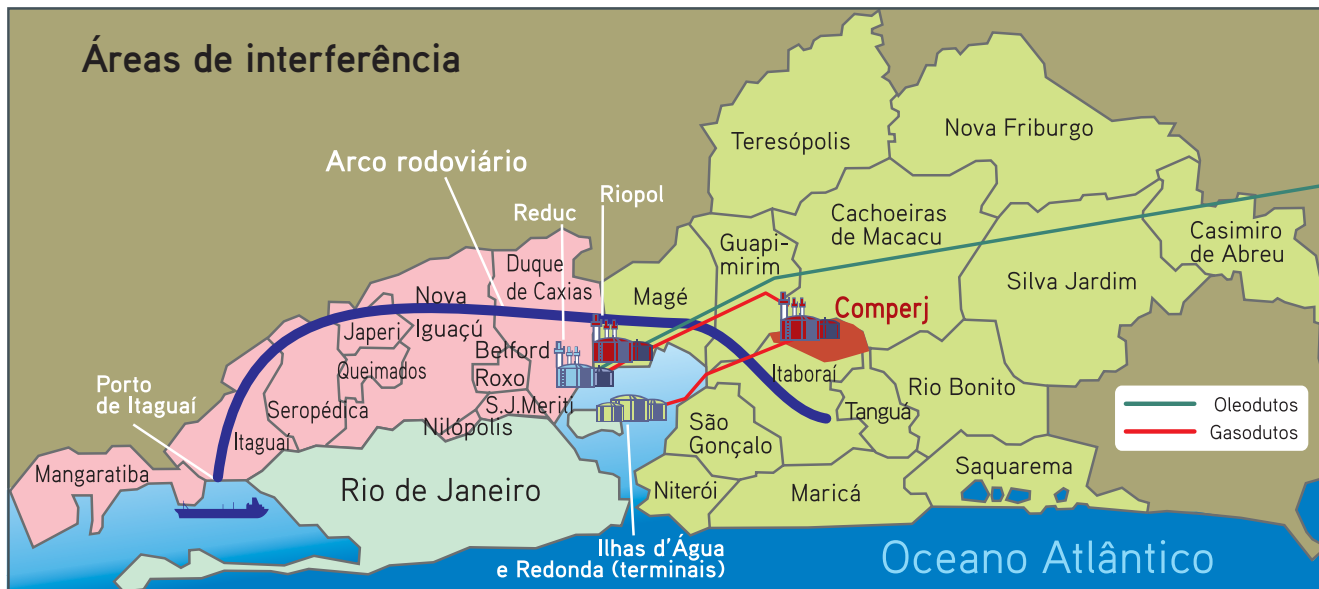 Áreas de interferência
Teresópolis
Nova Friburgo
Arco rodoviário
Riopol
Reduc
Cachoeiras
de Macacu
Guapi-
mirim
Casimiro
de Abreu
Duque
de Caxias
Magé
Silva Jardim
Nova
Iguaçú
Comperj
Japeri
Belford
Roxo
Queimados
Itaboraí
Rio Bonito
Porto
de Itaguaí
Seropédica
S.J.Meriti
Tanguá
Oleodutos
Gasodutos
Nilópolis
São
Gonçalo
Itaguaí
Mangaratiba
Saquarema
Rio de Janeiro
Niterói
Maricá
Ilhas d'Água
e Redonda (terminais)
Oceano Atlântico